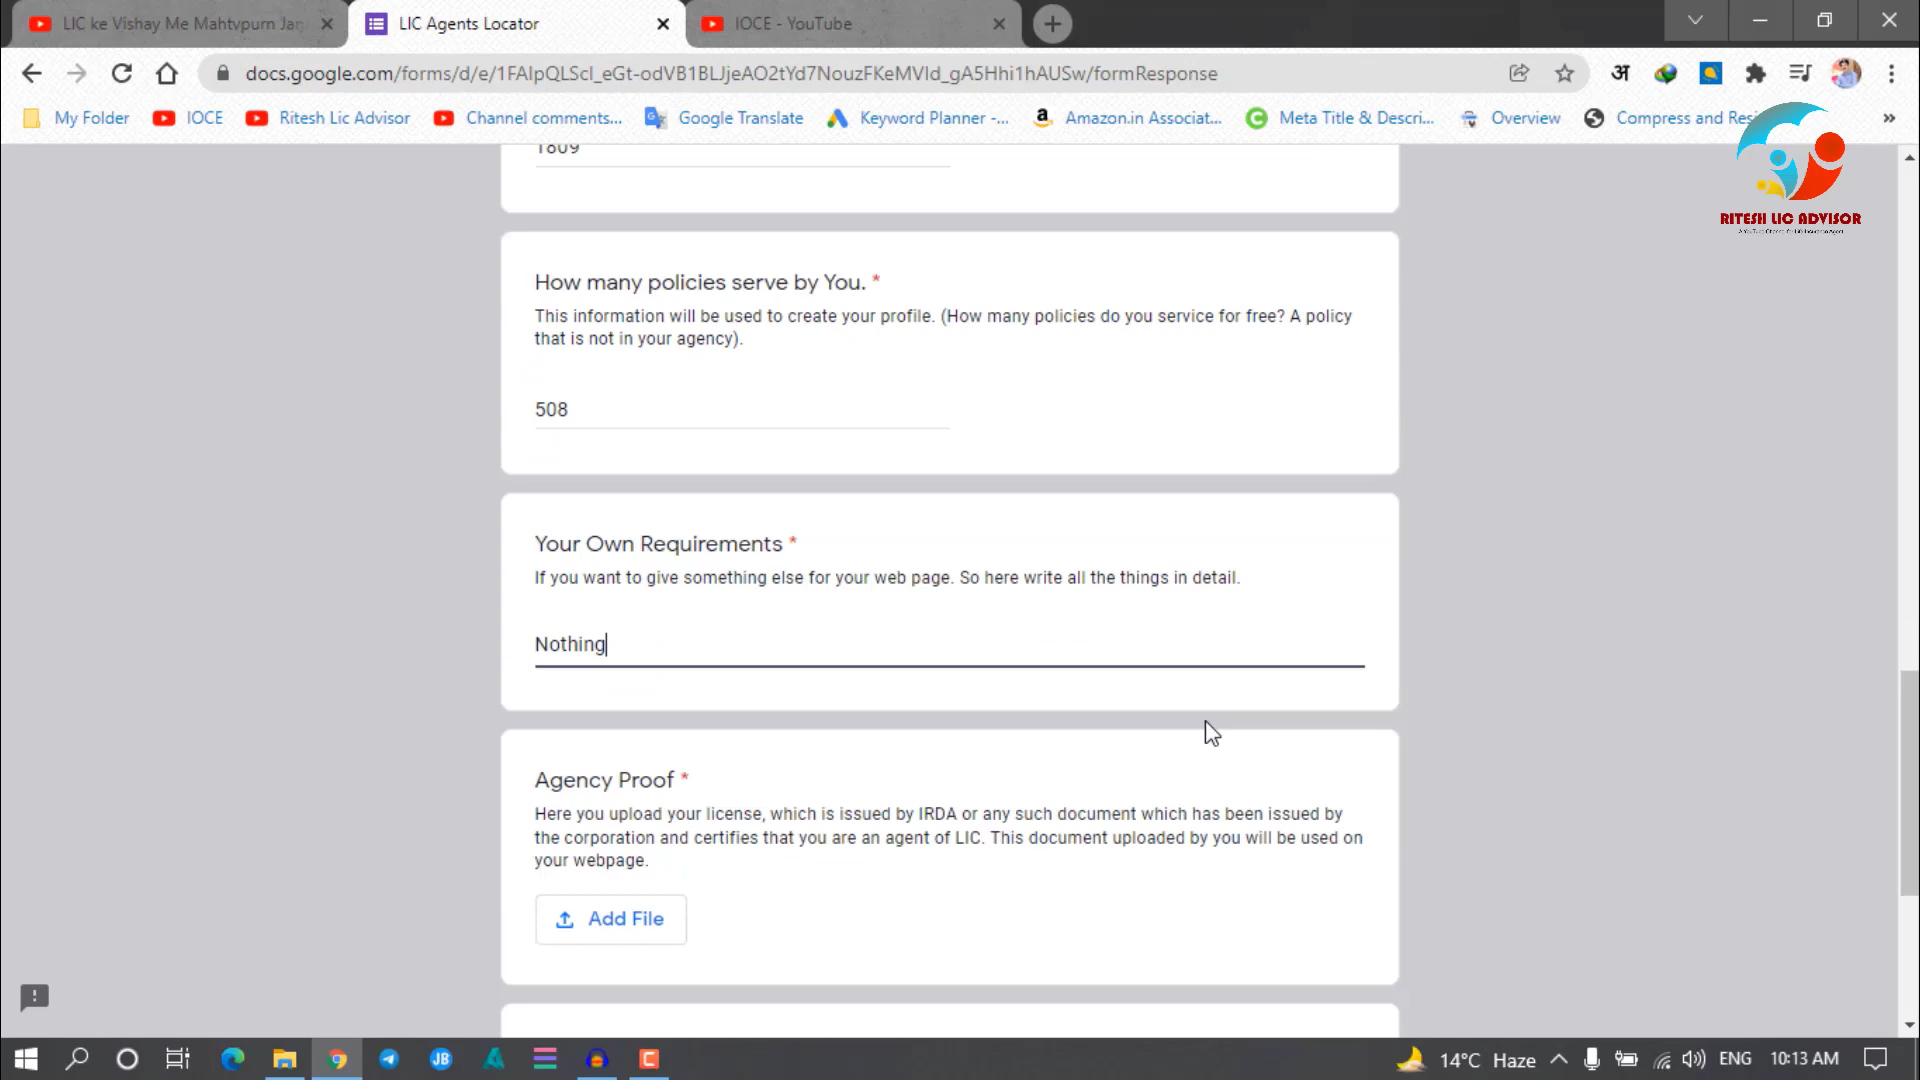 LIC ke Vishay Me Mahtvpurn Jan
LIC Agents Locator
IOCE - YouTube
docs.google.com/forms/d/e/1FAIpQLScl_eGt-odVB1BLJjeAO2tYd7NouzFKeMVId_gA5Hhi1hAUSw/formResponse
अ
My Folder
IOCE
Ritesh Lic Advisor
Channel comments...
Google Translate
Keyword Planner -...
Amazon.in Associat...
Meta Title & Descri...
Overview
Compress and Resi
RITESH LIC ADVISOR
1809
How many policies serve by You. *
This information will be used to create your profile. (How many policies do you service for free? A policy
that is not in your agency).
508
Your Own Requirements *
If you want to give something else for your web page. So here write all the things in detail.
Nothing
Agency Proof *
Here you upload your license, which is issued by IRDA or any such document which has been issued by
the corporation and certifies that you are an agent of LIC. This document uploaded by you will be used on
your webpage.
Add File
JB
14°C Haze
ENG
10:13 AM